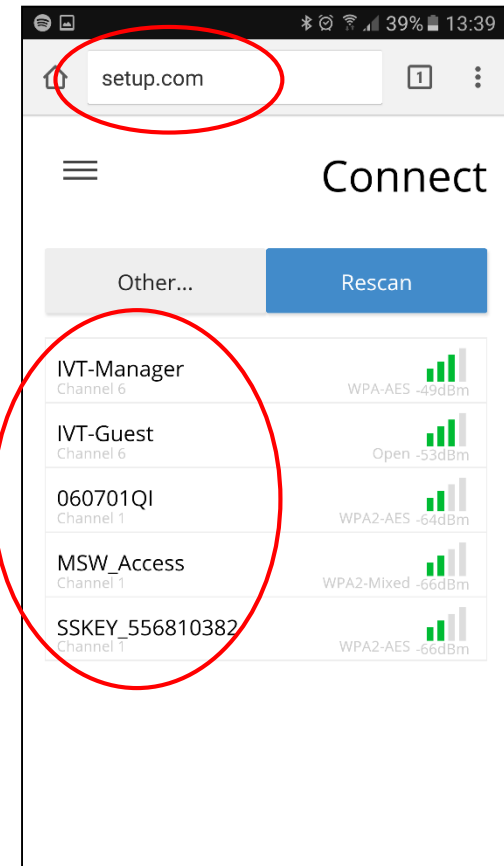 39% 13:39
setup.com 1
Connect
Other... Rescan
IVT-Manager
Channel 6 WPA-AES -49dBm
IVT-Guest
Channel 6 Open -53dBm
060701QI
Channel 1 WPA2-AES -64dBm
MSW_Access
Channel 1 WPA2-Mixed -66dBm
SSKEY_556810382
Channel 1 WPA2-AES -66dBm